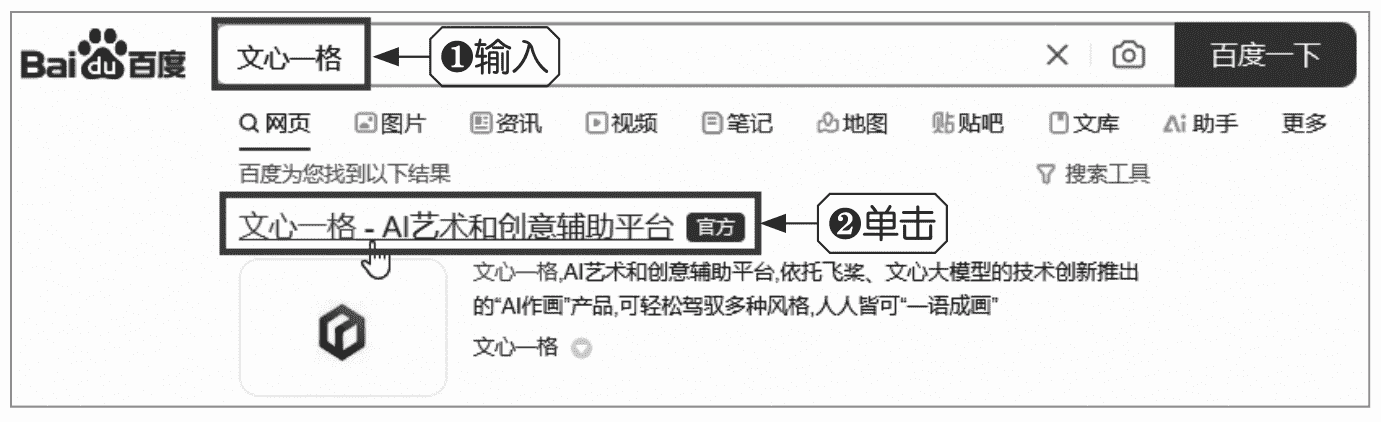 Bai du 百度 文心一格 ❶输入 百度一下
网页 图片 资讯 视频 笔记 地图 贴贴吧 文库 Ai助手 更多
百度为您找到以下结果 搜索工具
文心一格 - AI艺术和创意辅助平台 官方 ❷单击
文心一格,AI艺术和创意辅助平台,依托飞桨、文心大模型的技术创新推出
的“AI作画”产品,可轻松驾驭多种风格,人人皆可“一语成画”
文心一格